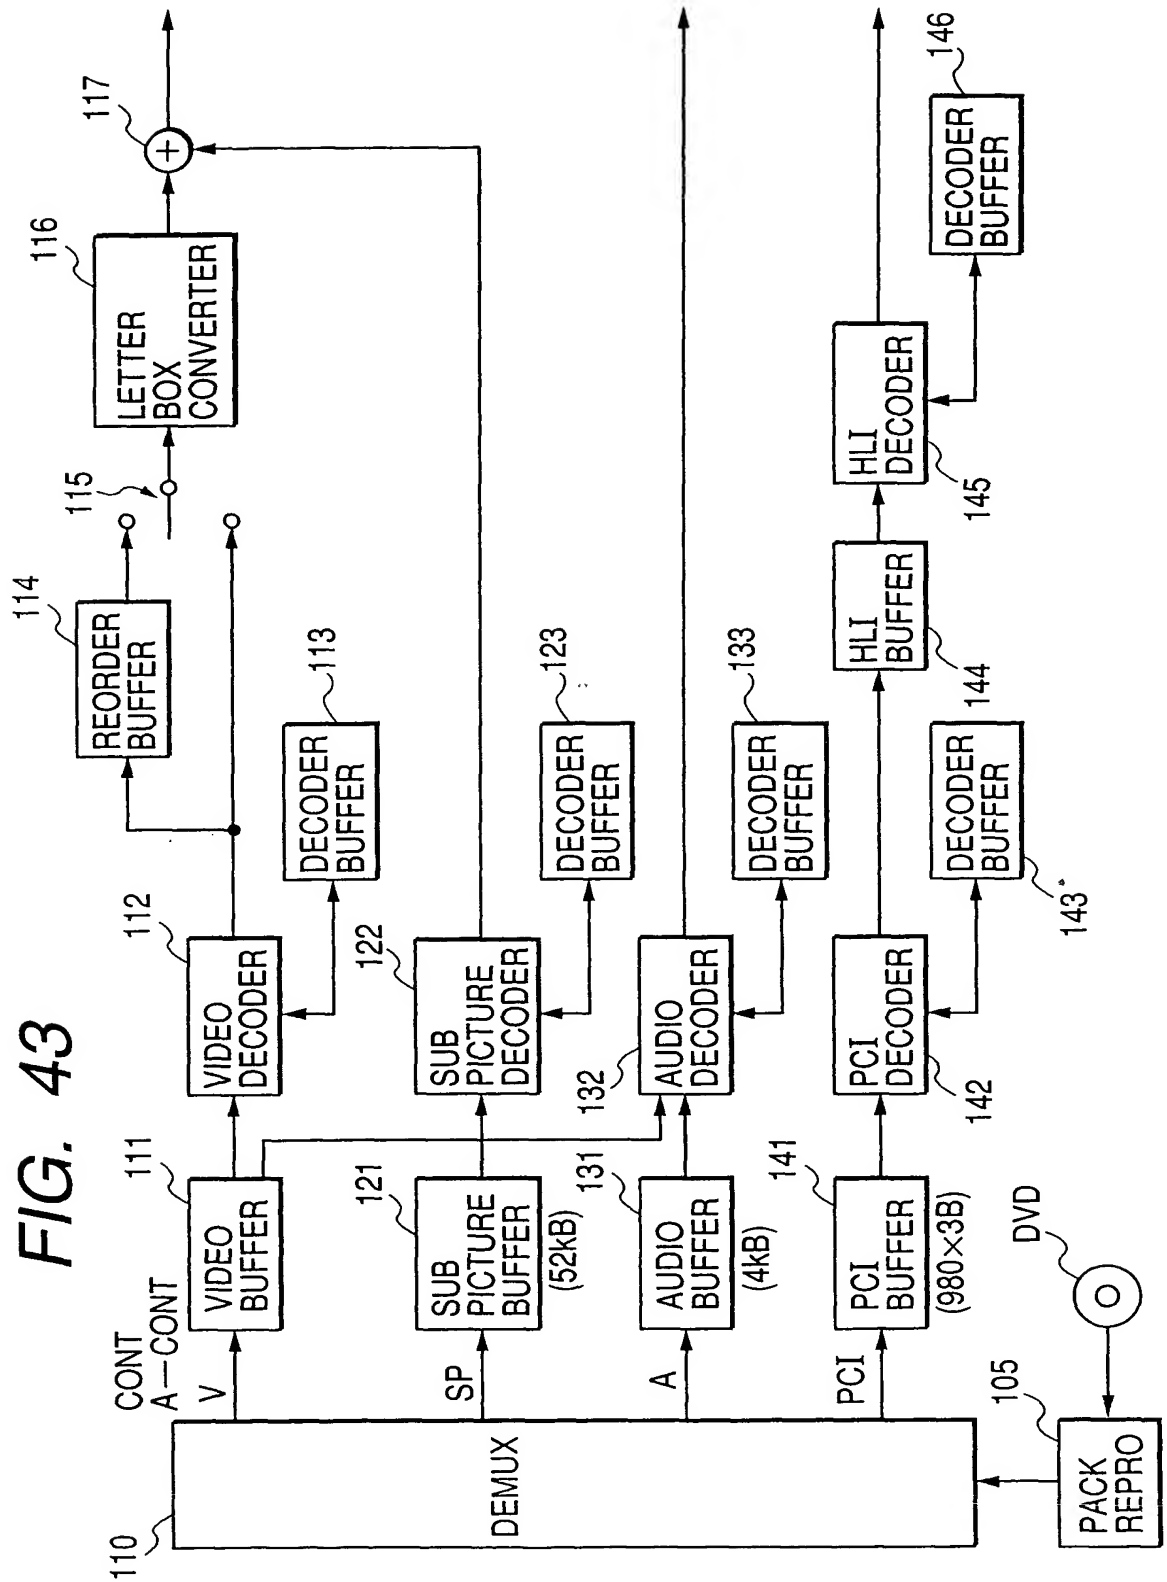 FIG. 43
110
DEMUX
CONT
A—CONT
V
SP
A
PCI
105
PACK
REPRO
DVD
111
VIDEO
BUFFER
112
VIDEO
DECODER
113
DECODER
BUFFER
114
REORDER
BUFFER
115
116
LETTER
BOX
CONVERTER
117
121
SUB
PICTURE
BUFFER
(52kB)
122
SUB
PICTURE
DECODER
123
DECODER
BUFFER
131
AUDIO
BUFFER
(4kB)
132
AUDIO
DECODER
133
DECODER
BUFFER
141
PCI
BUFFER
(980×3B)
142
PCI
DECODER
143
DECODER
BUFFER
144
HLI
BUFFER
145
HLI
DECODER
146
DECODER
BUFFER